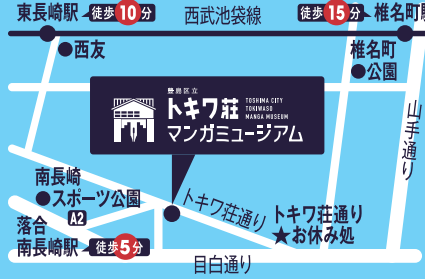 東長崎駅 徒歩10分
西武池袋線
徒歩15分 椎名町駅
西友
椎名町
公園
豊島区立
トキワ荘
マンガミュージアム
TOSHIMA CITY
TOKIWASO
MANGA MUSEUM
山手通り
南長崎
スポーツ公園
トキワ荘通り
トキワ荘通り
★お休み処
落合
南長崎駅
A2
徒歩5分
目白通り